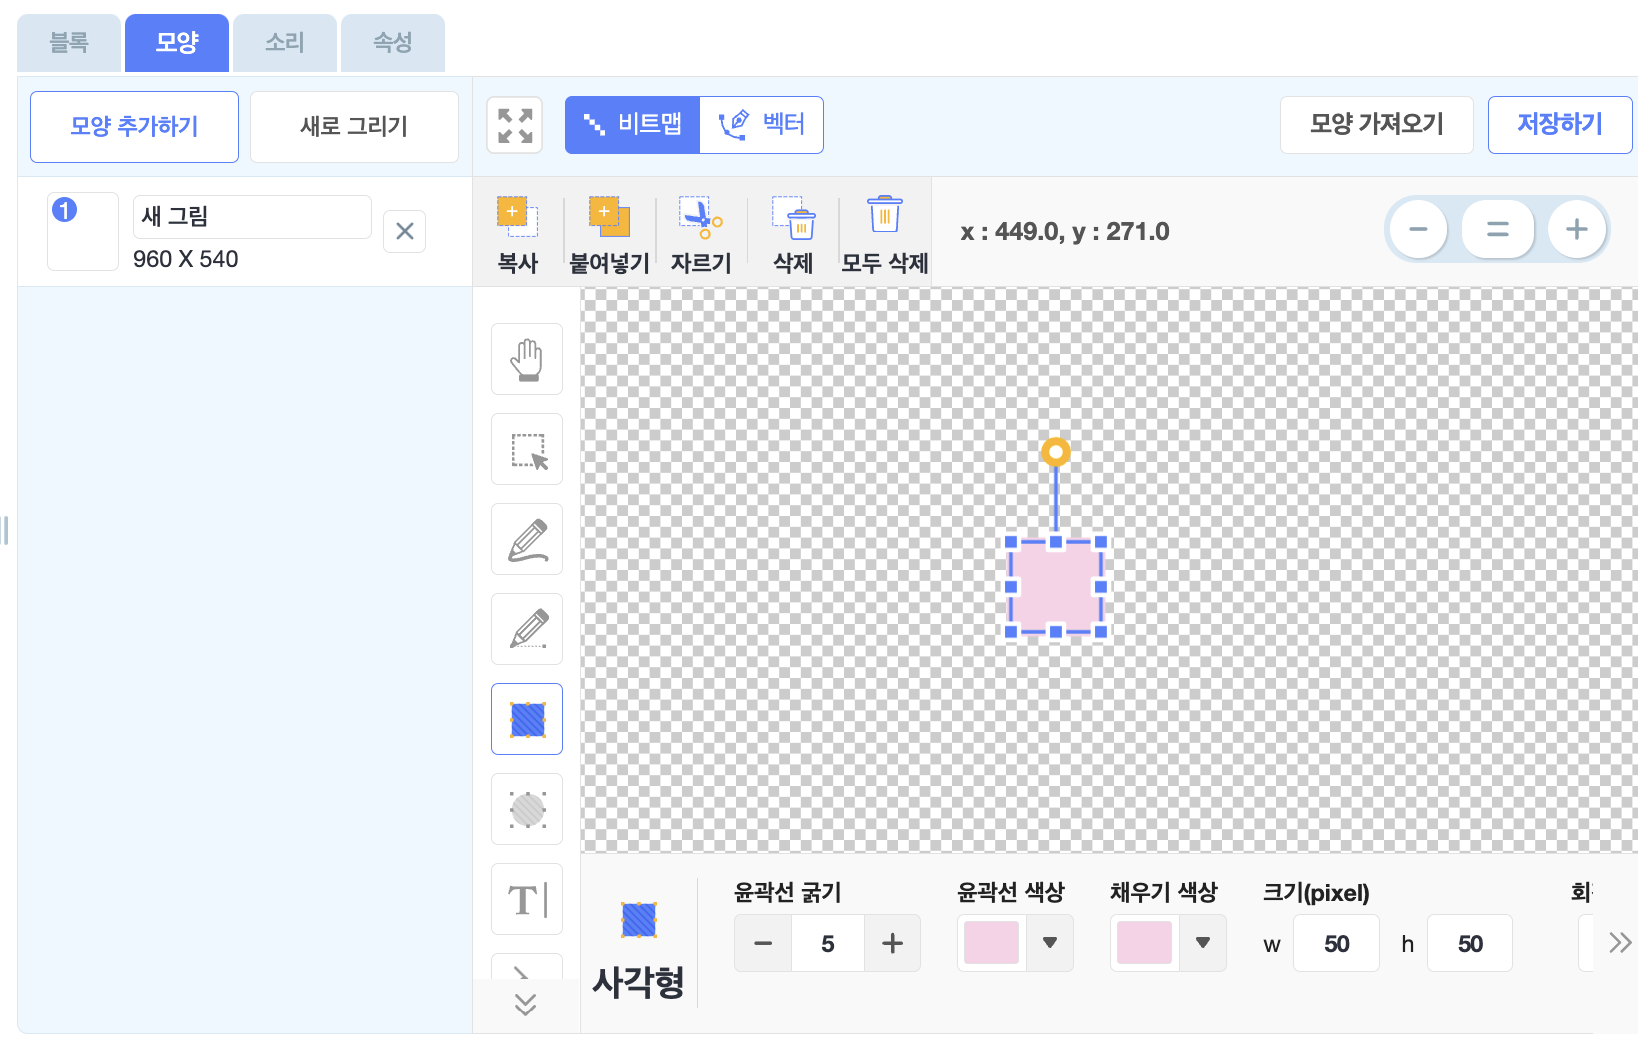 블록 모양 소리 속성
모양 추가하기 새로 그리기 비트맵 벡터 모양 가져오기 저장하기
1 새 그림
960 X 540
복사 붙여넣기 자르기 삭제 모두 삭제
x : 449.0, y : 271.0
T
윤곽선 굵기 윤곽선 색상 채우기 색상 크기(pixel)
5 w 50 h 50
사각형